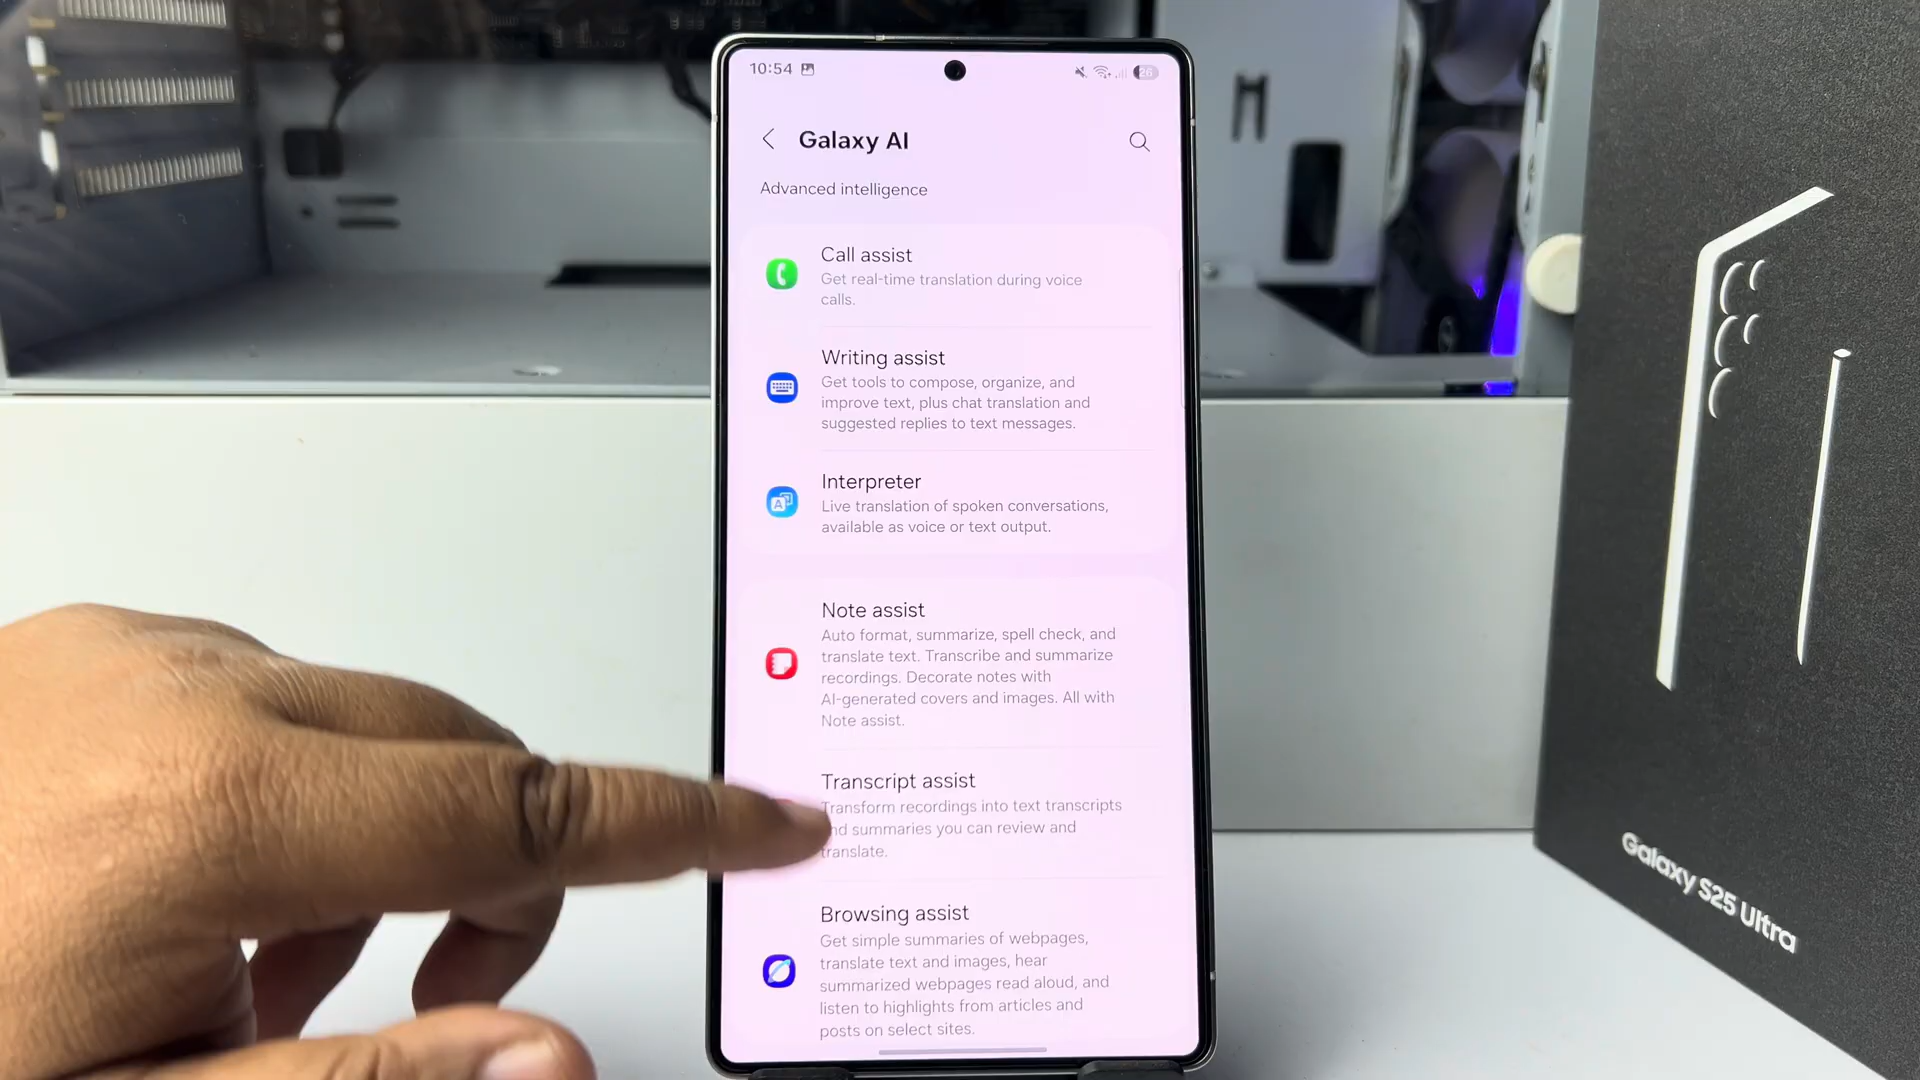 10:54
26
Galaxy AI
Advanced intelligence
Call assist
Get real-time translation during voice
calls.
Writing assist
Get tools to compose, organize, and
improve text, plus chat translation and
suggested replies to text messages.
Interpreter
Live translation of spoken conversations,
available as voice or text output.
Note assist
Auto format, summarize, spell check, and
translate text. Transcribe and summarize
recordings. Decorate notes with
AI-generated covers and images. All with
Note assist.
Transcript assist
Transform recordings into text transcripts
and summaries you can review and
translate.
Browsing assist
Get simple summaries of webpages,
translate text and images, hear
summarized webpages read aloud, and
listen to highlights from articles and
posts on select sites.
Galaxy S25 Ultra